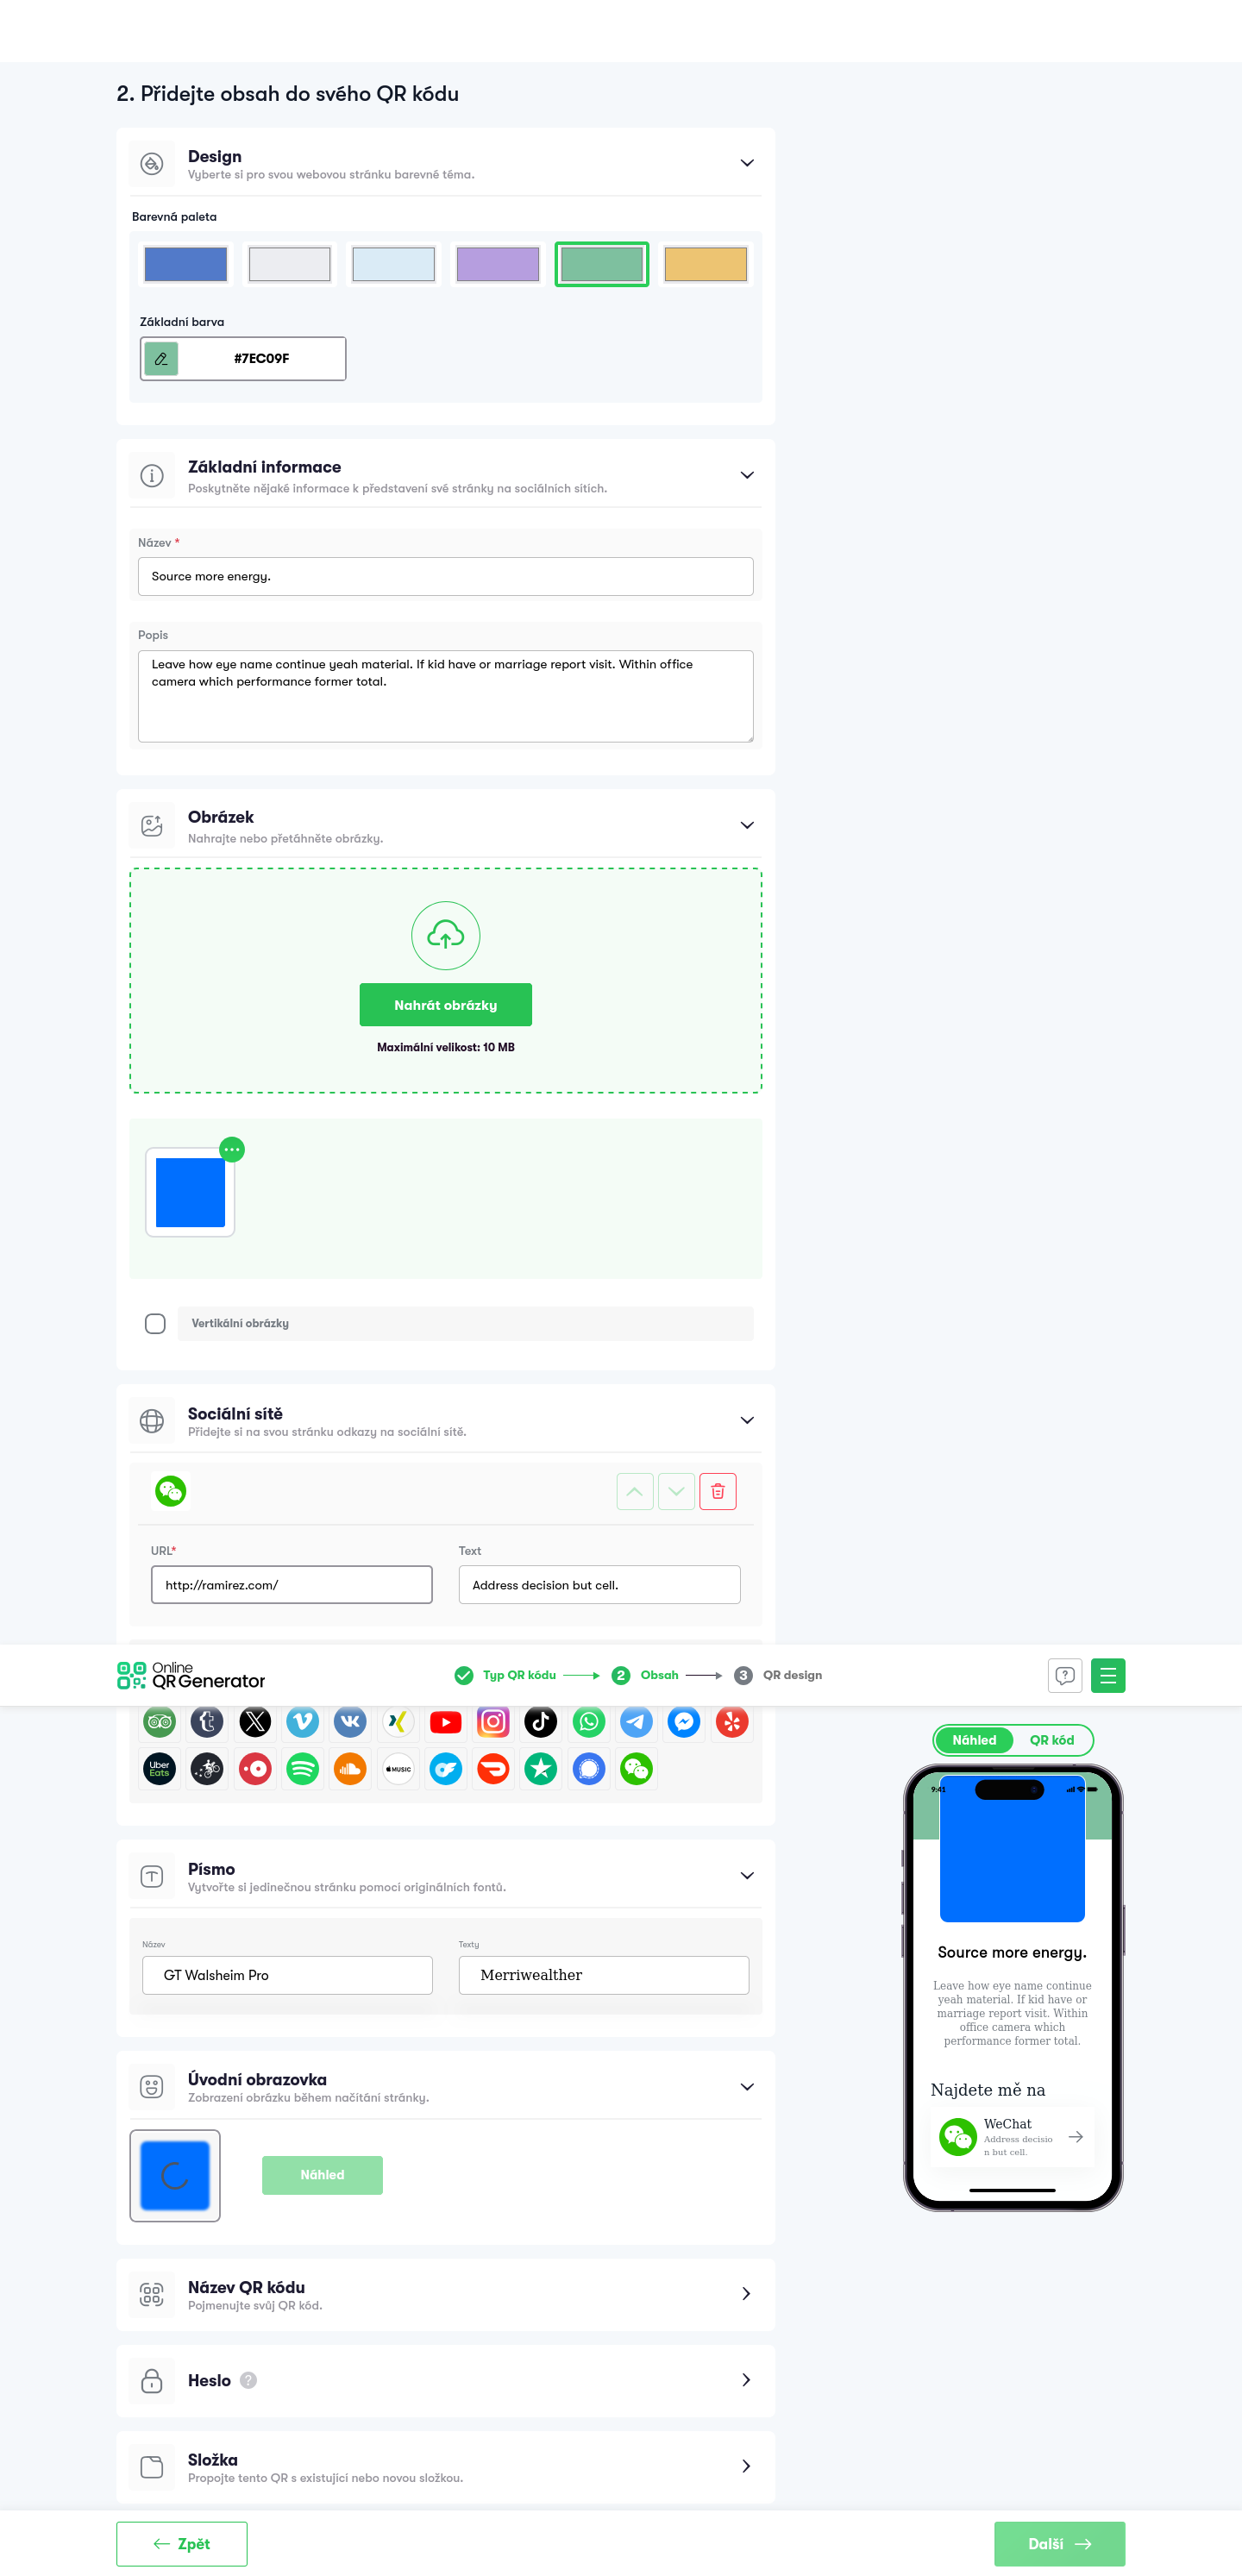 2. Přidejte obsah do svého QR kódu
Design
Vyberte si pro svou webovou stránku barevné téma.
Barevná paleta
Základní barva
#7EC09F
Základní informace
Poskytněte nějaké informace k představení své stránky na sociálních sítích.
Název *
Source more energy.
Popis
Leave how eye name continue yeah material. If kid have or marriage report visit. Within office
camera which performance former total.
Obrázek
Nahrajte nebo přetáhněte obrázky.
Nahrát obrázky
Maximální velikost: 10 MB
Vertikální obrázky
Sociální sítě
Přidejte si na svou stránku odkazy na sociální sítě.
URL*
Text
http://ramirez.com/
Address decision but cell.
Online
QR Generator
Typ QR kódu
2
Obsah
3
QR design
Uber
Eats
MUSIC
Písmo
Vytvořte si jedinečnou stránku pomocí originálních fontů.
Název
Texty
GT Walsheim Pro
Merriwealther
Úvodní obrazovka
Zobrazení obrázku během načítání stránky.
Náhled
Název QR kódu
Pojmenujte svůj QR kód.
Heslo ?
Složka
Propojte tento QR s existující nebo novou složkou.
Náhled
QR kód
9:41
Source more energy.
Leave how eye name continue
yeah material. If kid have or
marriage report visit. Within
office camera which
performance former total.
Najdete mě na
WeChat
Address decisio
n but cell.
Zpět
Další